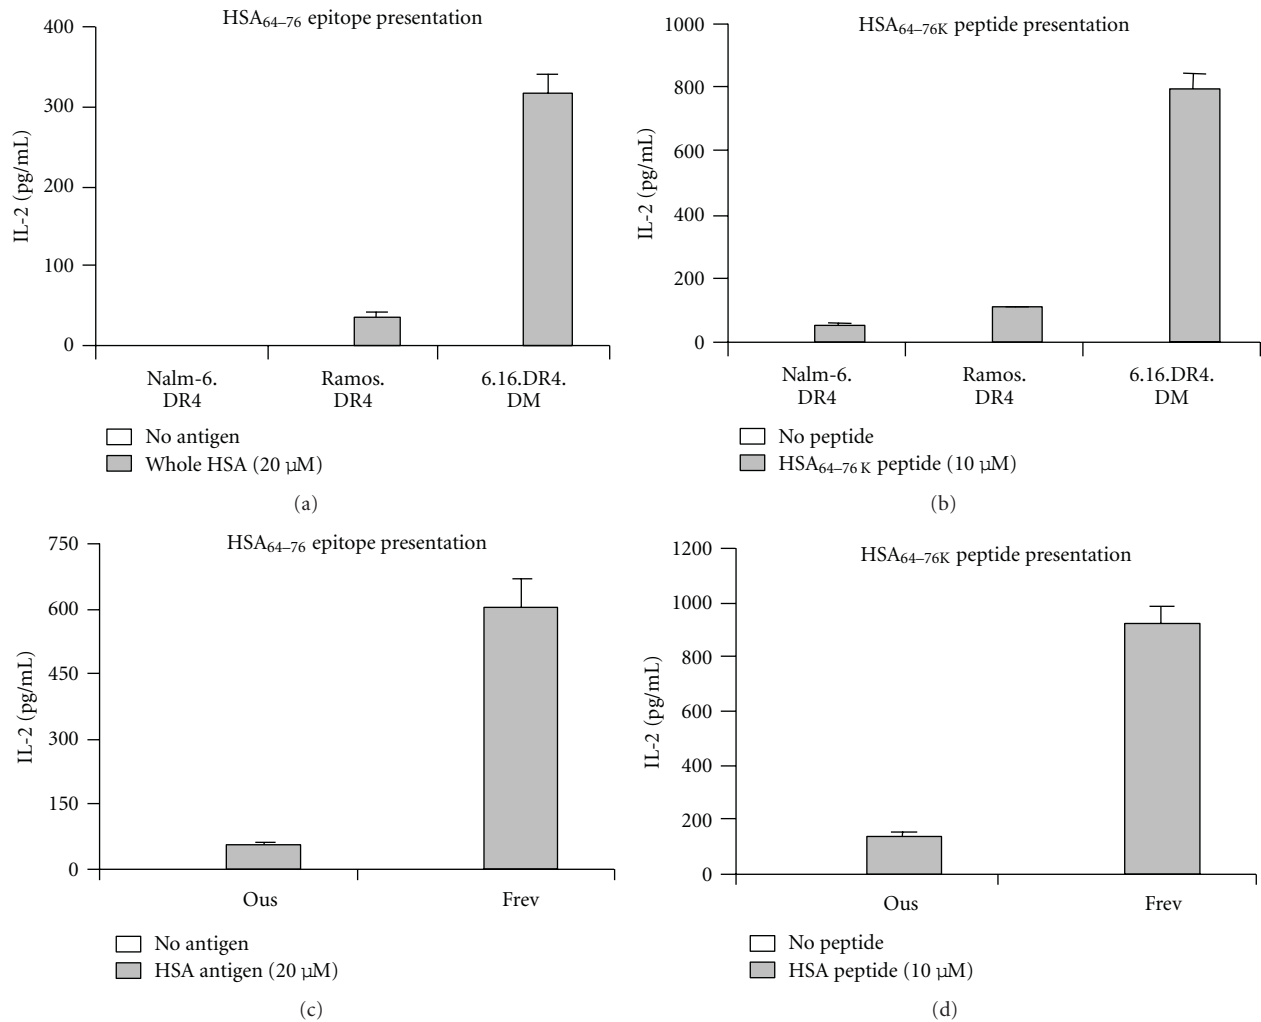 HSA64–76 epitope presentation
400
300
200
100
0
IL-2 (pg/mL)
Nalm-6.
DR4
Ramos.
DR4
6.16.DR4.
DM
No antigen
Whole HSA (20 µM)
(a)
HSA64–76K peptide presentation
1000
800
600
400
200
0
IL-2 (pg/mL)
Nalm-6.
DR4
Ramos.
DR4
6.16.DR4.
DM
No peptide
HSA64–76 K peptide (10 µM)
(b)
HSA64–76 epitope presentation
750
600
450
300
150
0
IL-2 (pg/mL)
Ous
Frev
No antigen
HSA antigen (20 µM)
(c)
HSA64–76K peptide presentation
1200
1000
800
600
400
200
0
IL-2 (pg/mL)
Ous
Frev
No peptide
HSA peptide (10 µM)
(d)